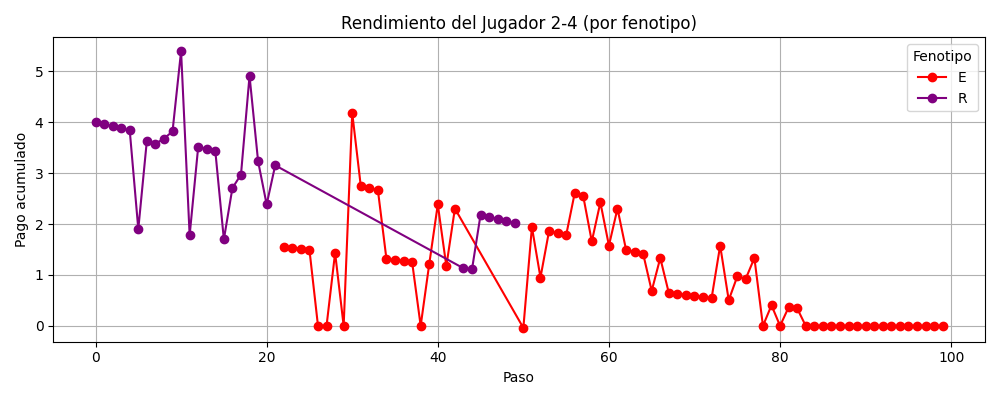 Rendimiento del Jugador 2-4 (por fenotipo)
Pago acumulado
5
4
3
2
1
0
Fenotipo
E
R
0 20 40 60 80 100
Paso